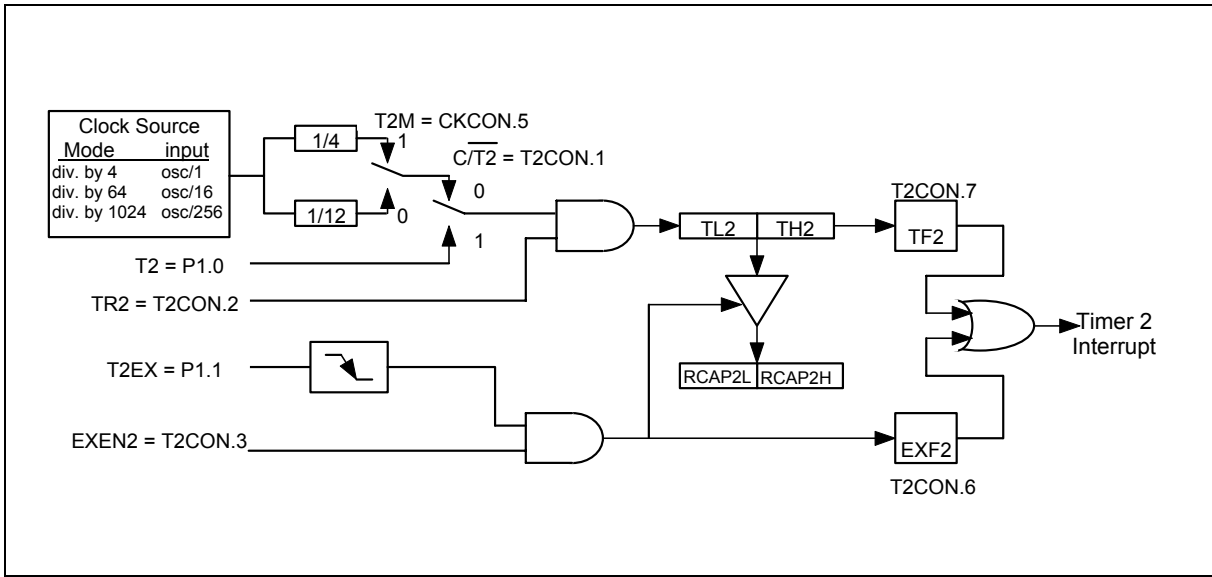 Clock Source
Mode input
div. by 4 osc/1
div. by 64 osc/16
div. by 1024 osc/256
1/4
1/12
T2M = CKCON.5
1
0
C/T2 = T2CON.1
0
1
T2 = P1.0
TR2 = T2CON.2
T2EX = P1.1
EXEN2 = T2CON.3
TL2 TH2
RCAP2L RCAP2H
T2CON.7
TF2
EXF2
T2CON.6
Timer 2
Interrupt